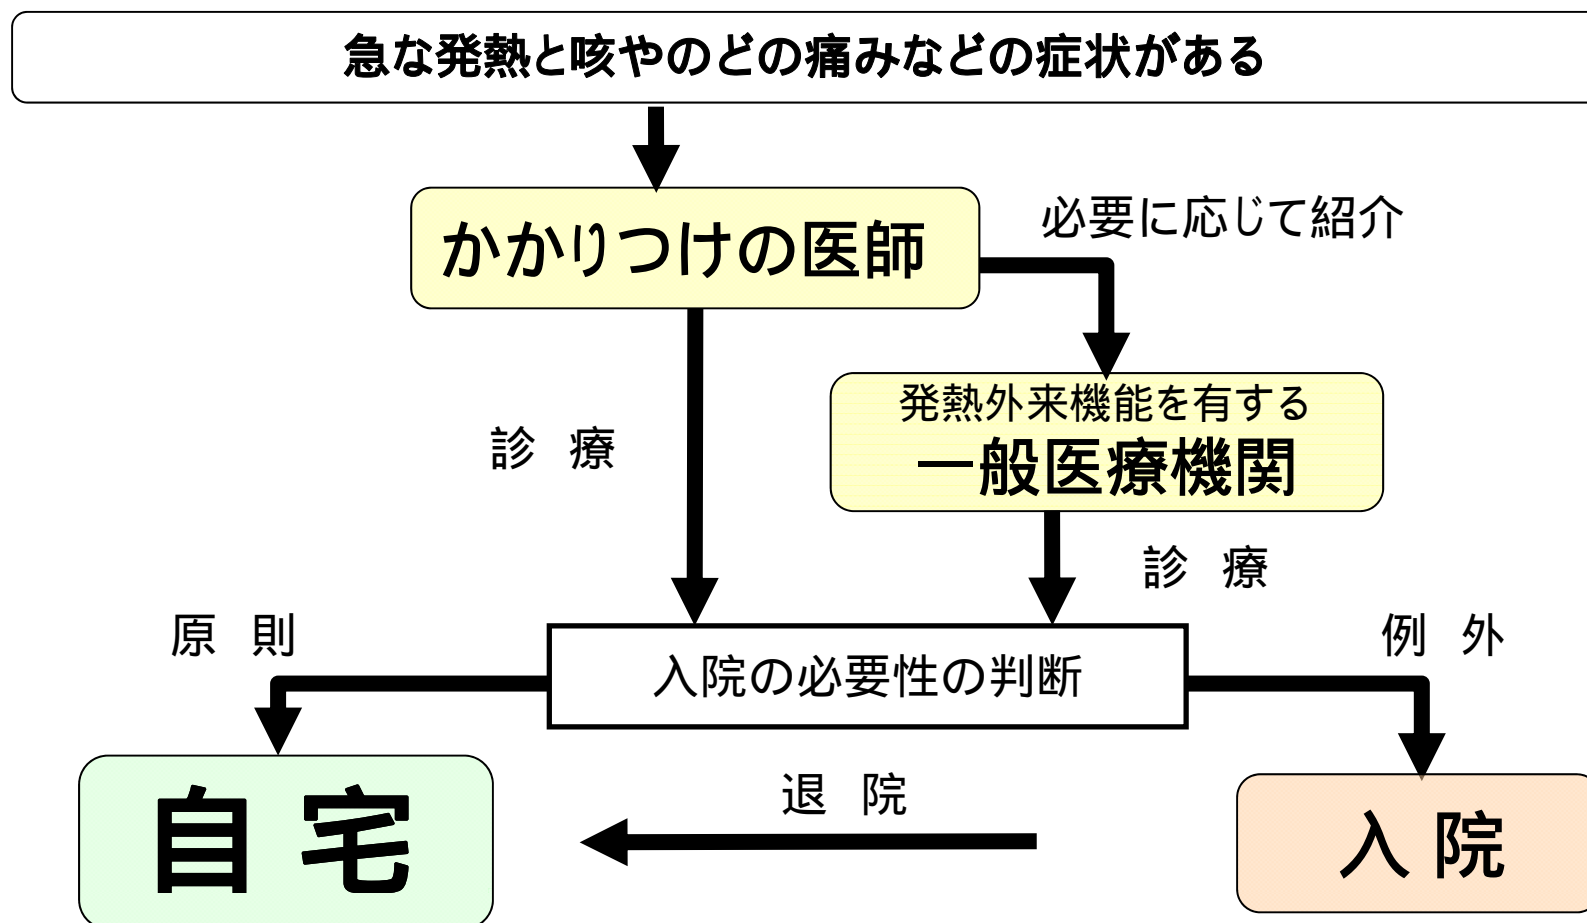 急な発熱と咳やのどの痛みなどの症状がある
かかりつけの医師
必要に応じて紹介
発熱外来機能を有する
一般医療機関
診 療
診 療
原 則
例 外
入院の必要性の判断
自 宅
退 院
入 院